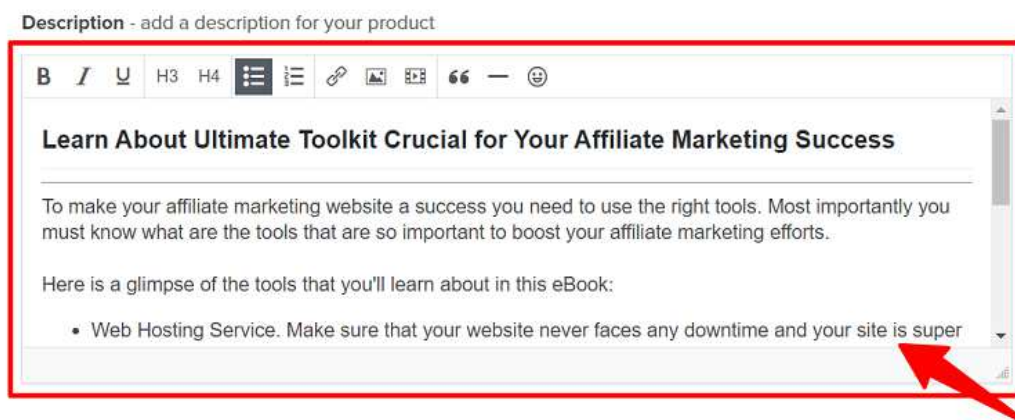 Description - add a description for your product
B I U H3 H4
Learn About Ultimate Toolkit Crucial for Your Affiliate Marketing Success
To make your affiliate marketing website a success you need to use the right tools. Most importantly you
must know what are the tools that are so important to boost your affiliate marketing efforts.
Here is a glimpse of the tools that you'll learn about in this eBook:
• Web Hosting Service. Make sure that your website never faces any downtime and your site is super